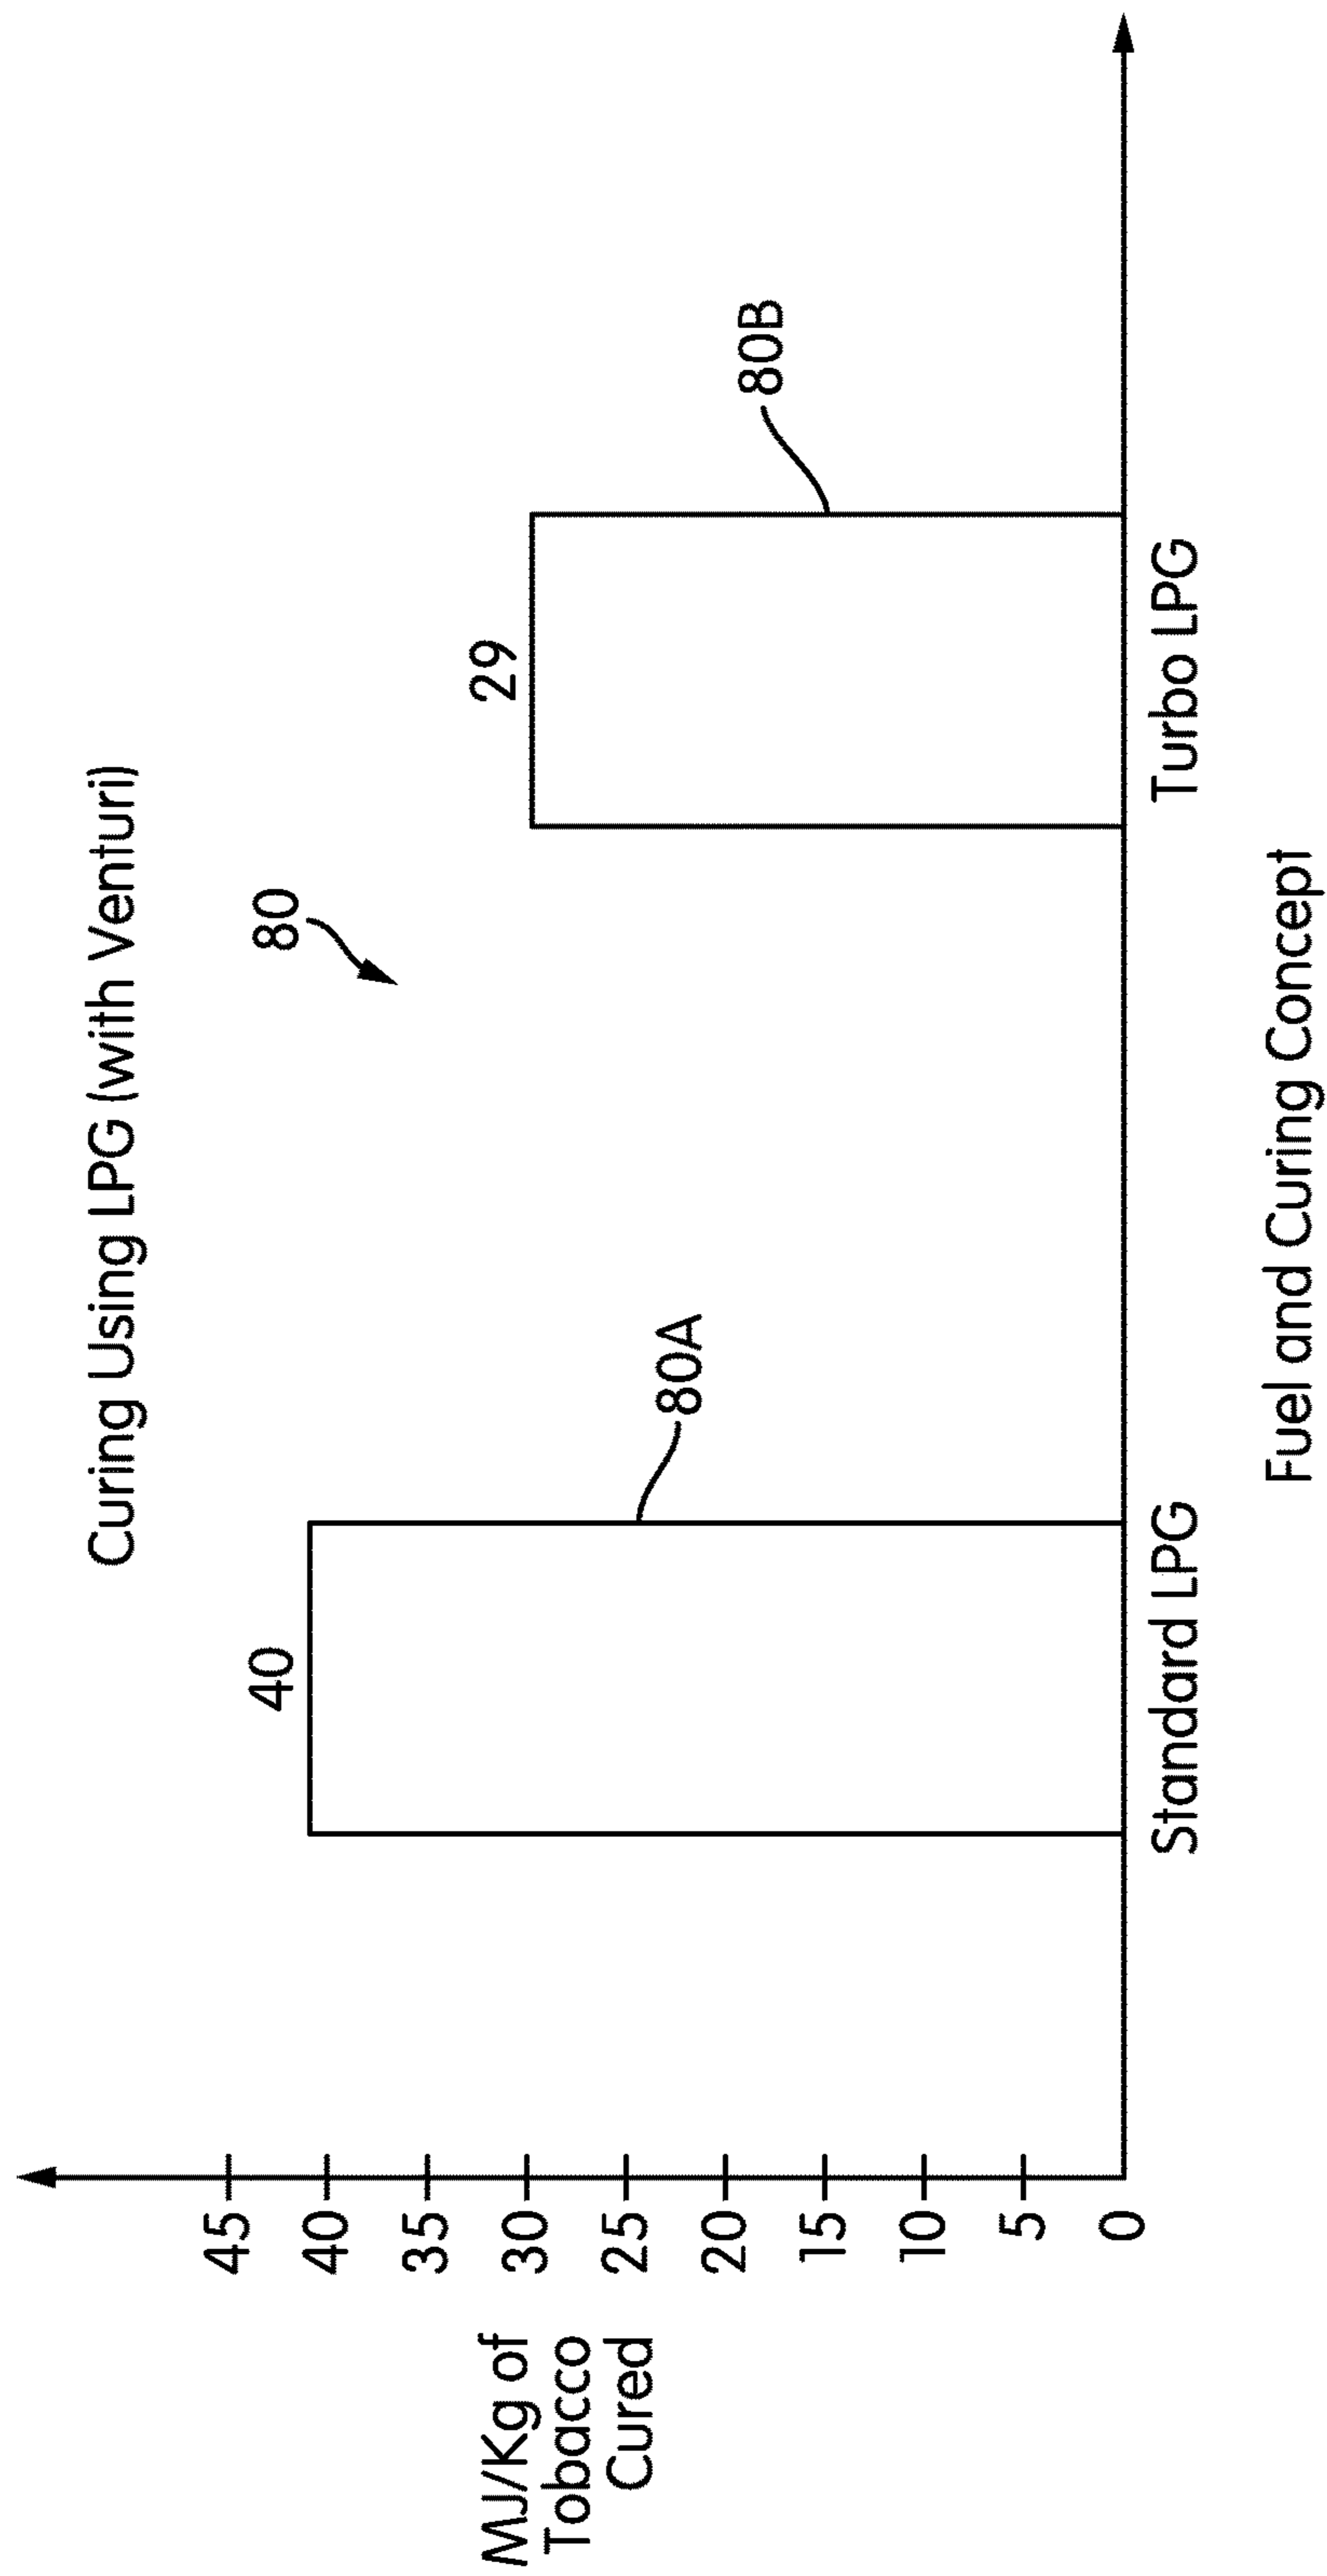 Curing Using LPG (with Venturi)
80
45
40
35
30
25
20
15
10
5
0
MJ/Kg of
Tobacco
Cured
40
80A
29
80B
Standard LPG
Turbo LPG
Fuel and Curing Concept